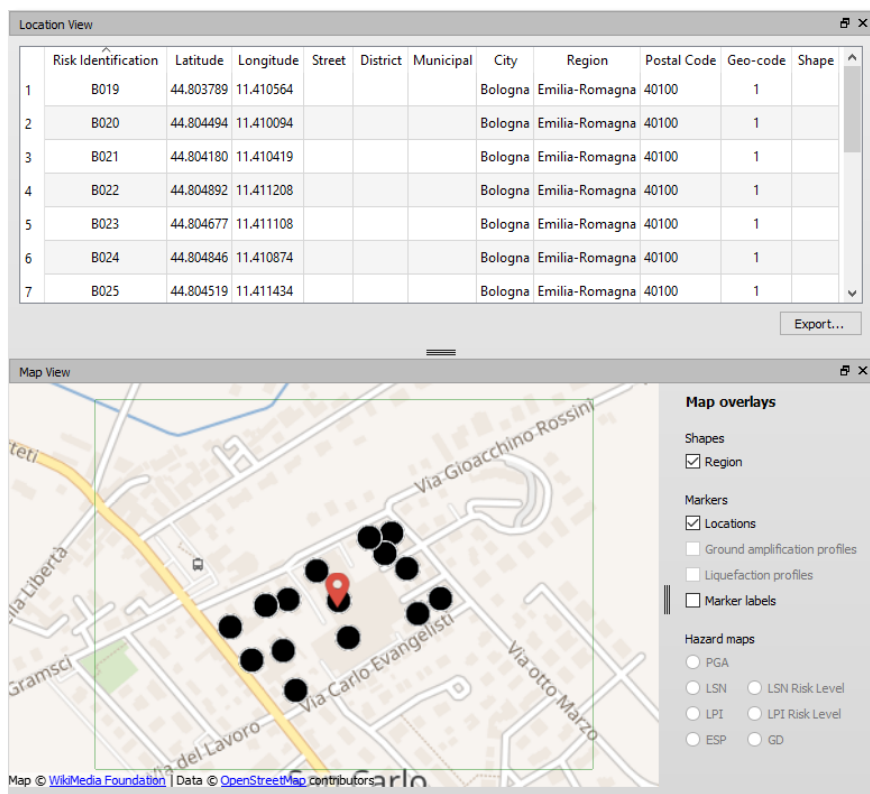 Location View
Risk Identification Latitude Longitude Street District Municipal City Region Postal Code Geo-code Shape
1 B019 44.803789 11.410564 Bologna Emilia-Romagna 40100 1
2 B020 44.804494 11.410094 Bologna Emilia-Romagna 40100 1
3 B021 44.804180 11.410419 Bologna Emilia-Romagna 40100 1
4 B022 44.804892 11.411208 Bologna Emilia-Romagna 40100 1
5 B023 44.804677 11.411108 Bologna Emilia-Romagna 40100 1
6 B024 44.804846 11.410874 Bologna Emilia-Romagna 40100 1
7 B025 44.804519 11.411434 Bologna Emilia-Romagna 40100 1
Export...
Map View
Map overlays
Shapes
Region
Markers
Locations
Ground amplification profiles
Liquefaction profiles
Marker labels
Hazard maps
PGA
LSN LSN Risk Level
LPI LPI Risk Level
ESP GD
Via Gioacchino Rossini
teti
lla Libertà
Gramsci
Via Carlo Evangelisti
Via otto Marzo
Via del Lavoro
Carlo
Map © WikiMedia Foundation | Data © OpenStreetMap contributors